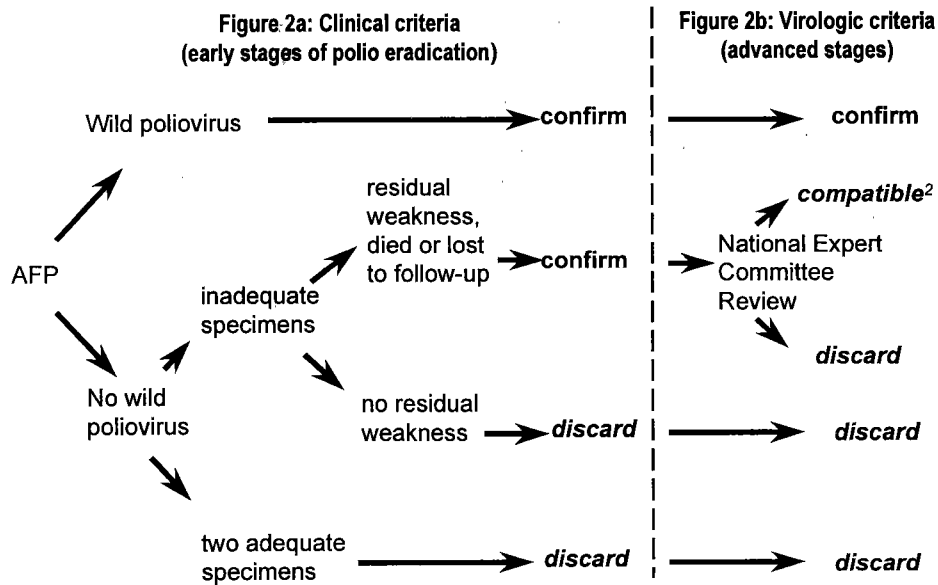 Figure 2a: Clinical criteria
(early stages of polio eradication)
Figure 2b: Virologic criteria
(advanced stages)
Wild poliovirus
confirm
confirm
AFP
No wild
poliovirus
inadequate
specimens
residual
weakness,
died or lost
to follow-up
confirm
National Expert
Committee
Review
compatible²
discard
no residual
weakness
discard
discard
two adequate
specimens
discard
discard